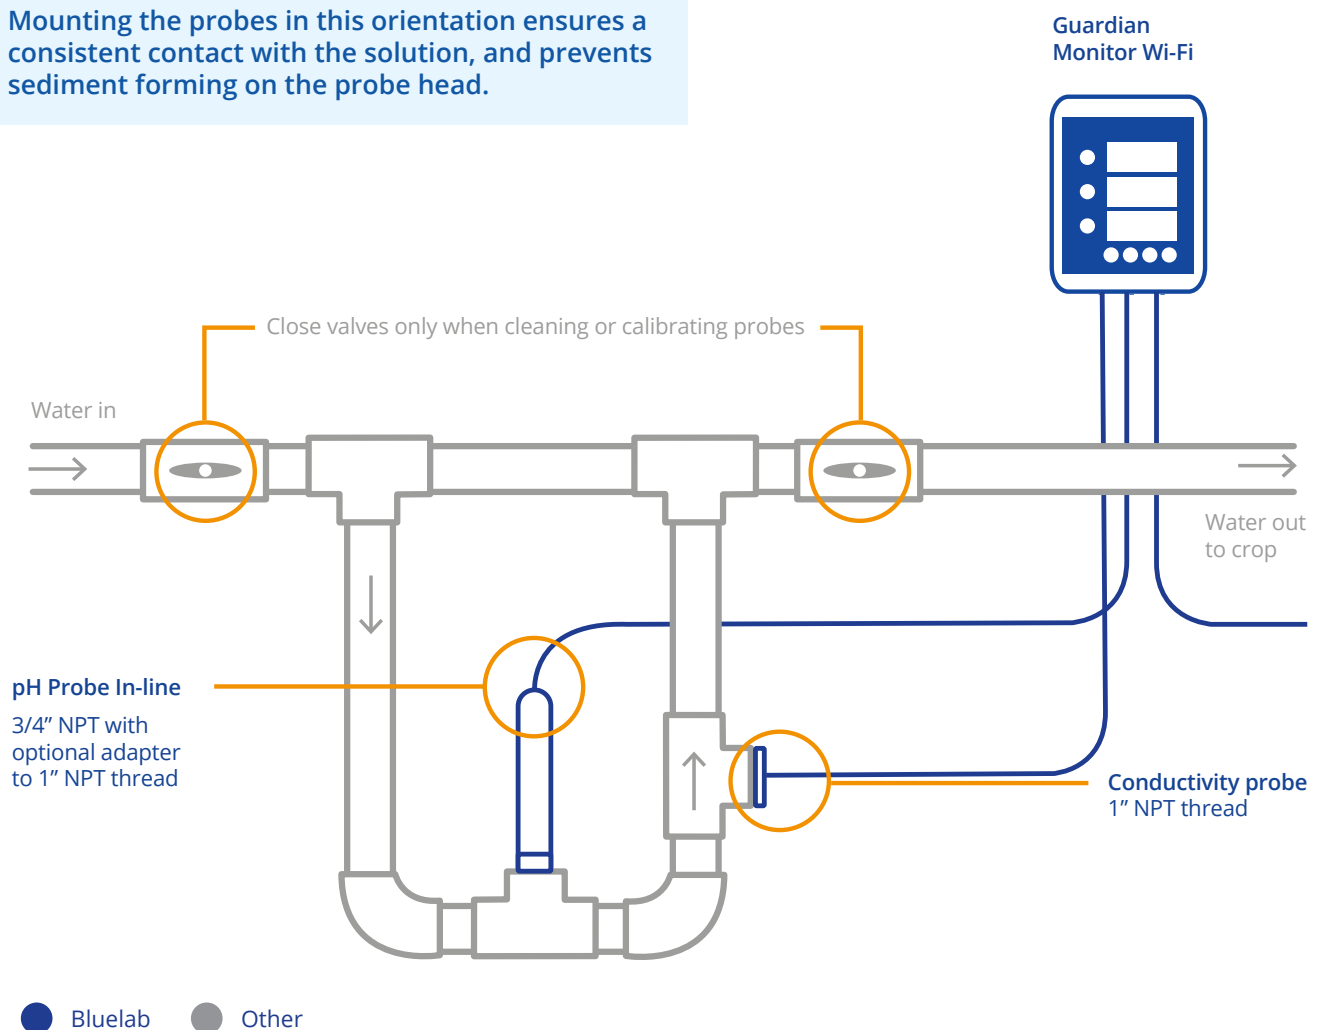 Mounting the probes in this orientation ensures a
consistent contact with the solution, and prevents
sediment forming on the probe head.
Guardian
Monitor Wi-Fi
Close valves only when cleaning or calibrating probes
Water in
Water out
to crop
pH Probe In-line
3/4” NPT with
optional adapter
to 1” NPT thread
Conductivity probe
1” NPT thread
Bluelab
Other